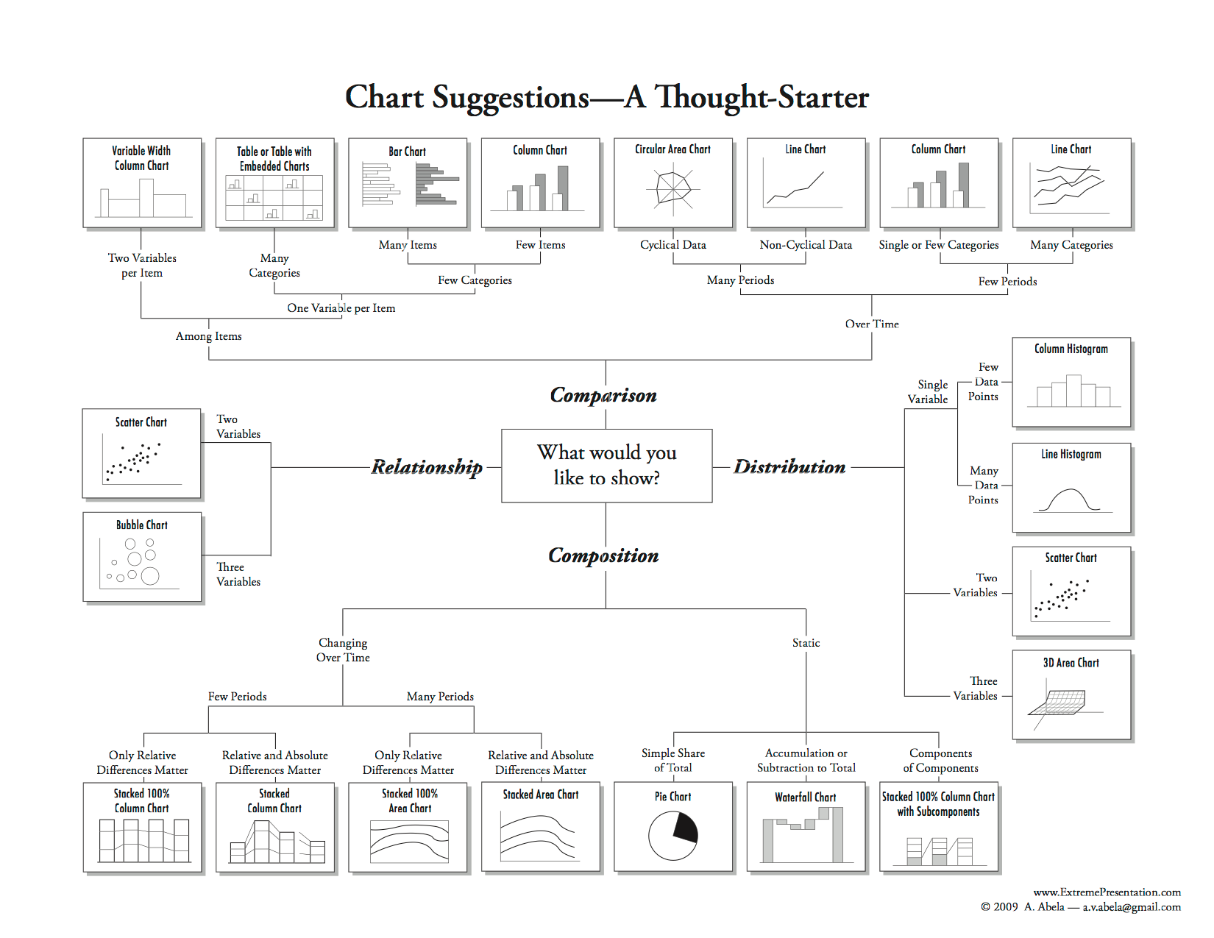 Chart Suggestions—A Thought-Starter
Variable Width
Column Chart
Table or Table with
Embedded Charts
Bar Chart
Column Chart
Circular Area Chart
Line Chart
Column Chart
Line Chart
Two Variables
per Item
Many
Categories
Many Items
Few Items
Cyclical Data
Non-Cyclical Data
Single or Few Categories
Many Categories
Few Categories
Many Periods
Few Periods
One Variable per Item
Among Items
Over Time
Comparison
What would you
like to show?
Relationship
Two
Variables
Scatter Chart
Bubble Chart
Three
Variables
Distribution
Single
Variable
Few
Data
Points
Column Histogram
Many
Data
Points
Line Histogram
Two
Variables
Scatter Chart
Three
Variables
3D Area Chart
Composition
Changing
Over Time
Static
Few Periods
Many Periods
Only Relative
Differences Matter
Relative and Absolute
Differences Matter
Only Relative
Differences Matter
Relative and Absolute
Differences Matter
Simple Share
of Total
Accumulation or
Subtraction to Total
Components
of Components
Stacked 100%
Column Chart
Stacked
Column Chart
Stacked 100%
Area Chart
Stacked Area Chart
Pie Chart
Waterfall Chart
Stacked 100% Column Chart
with Subcomponents
www.ExtremePresentation.com
© 2009 A. Abela — a.v.abela@gmail.com